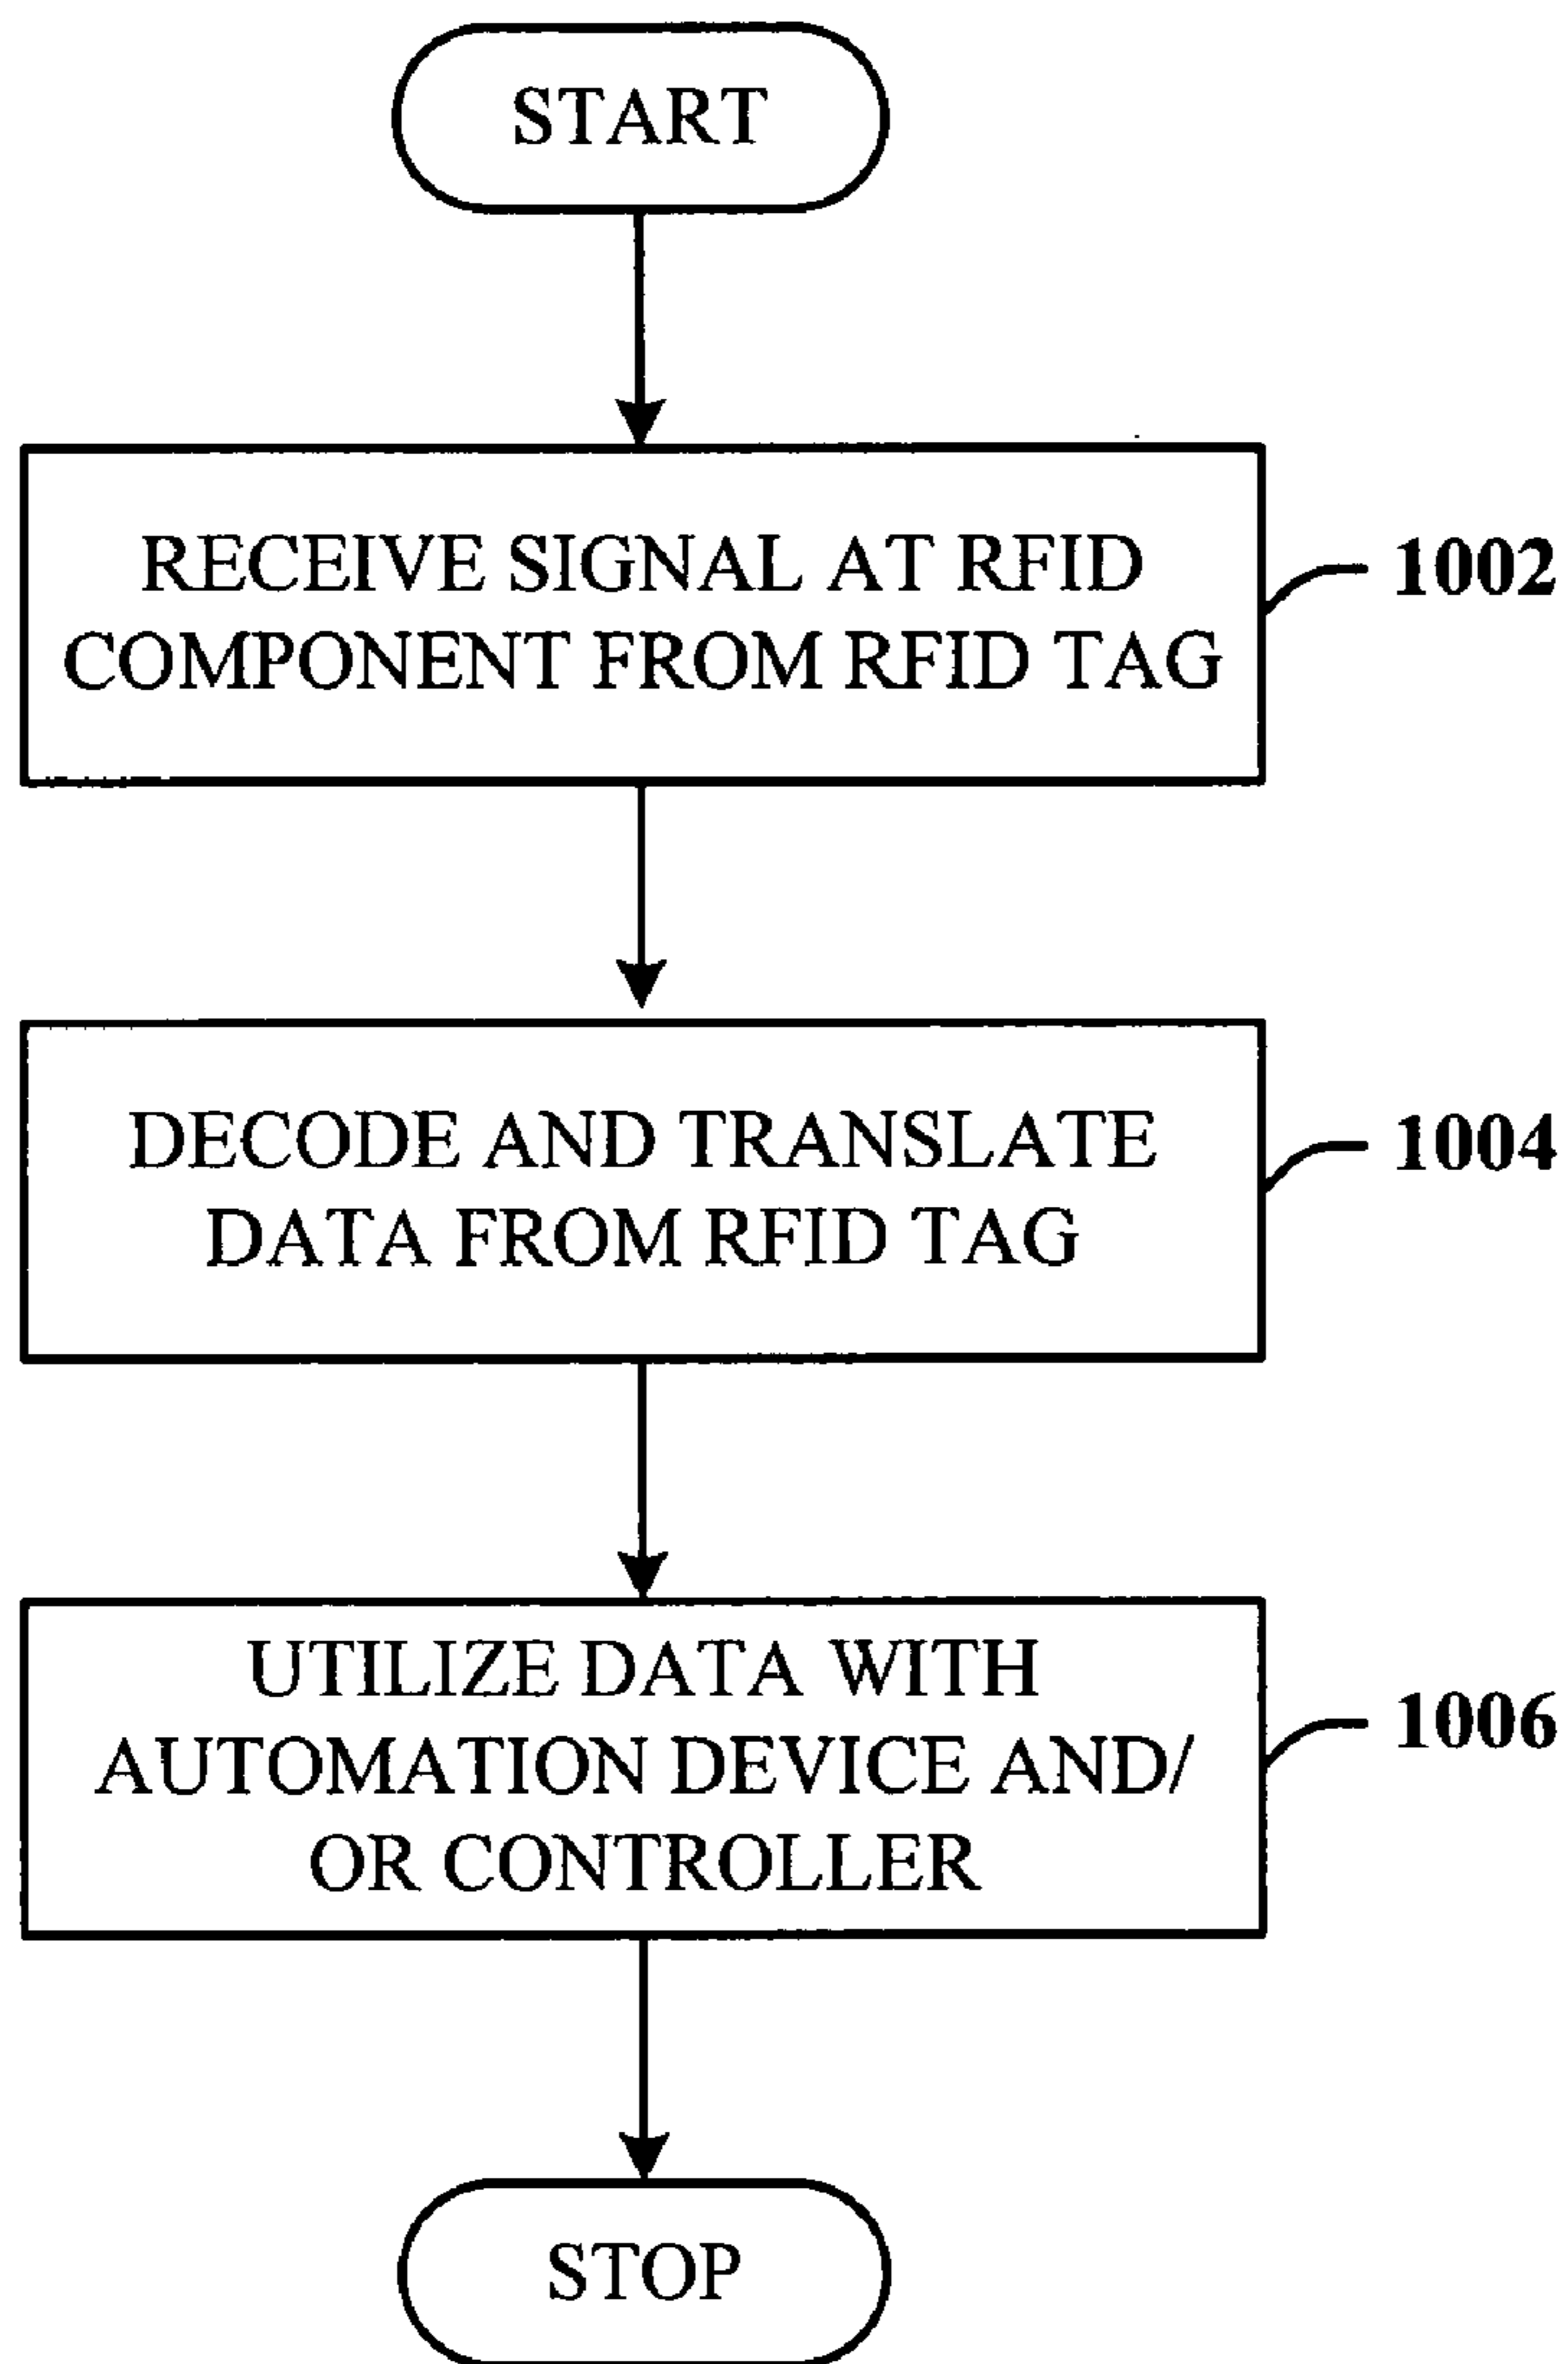 START
RECEIVE SIGNAL AT RFID
COMPONENT FROM RFID TAG
1002
DECODE AND TRANSLATE
DATA FROM RFID TAG
1004
UTILIZE DATA WITH
AUTOMATION DEVICE AND/
OR CONTROLLER
1006
STOP